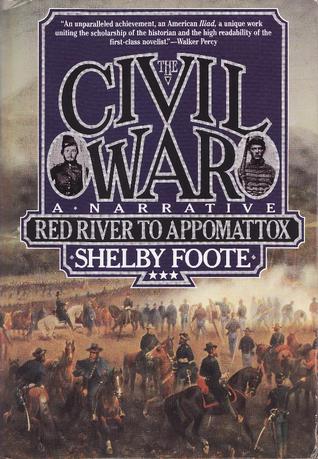 "An unparalleled achievement, an American Iliad, a unique work
uniting the scholarship of the historian and the high readability of the
first-class novelist."—Walker Percy
THE
CIVIL
WAR
A·NARRATIVE
RED RIVER TO APPOMATTOX
·SHELBY FOOTE·